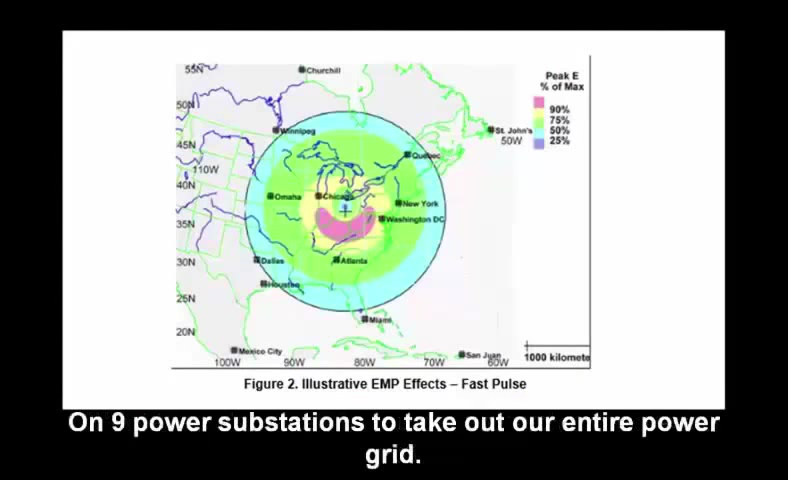 55N
Churchill
Peak E
% of Max
50N
90%
75%
50%
25%
Winnipeg
St. John's
50W
45N
110W
Quebec
40N
Omaha
Chicago
New York
Washington DC
35N
30N
Dallas
Atlanta
Houston
25N
Miami
20N
Mexico City
San Juan
1000 kilomete
100W 90W 80W 70W 60W
Figure 2. Illustrative EMP Effects – Fast Pulse
On 9 power substations to take out our entire power
grid.